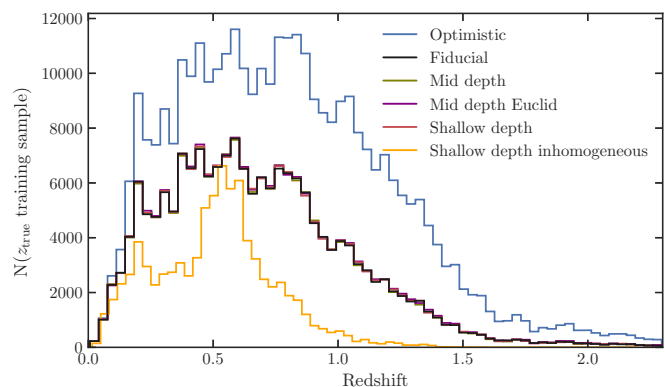 12000
10000
8000
6000
4000
2000
0
N(z_true training sample)
Optimistic
Fiducial
Mid depth
Mid depth Euclid
Shallow depth
Shallow depth inhomogeneous
0.0 0.5 1.0 1.5 2.0
Redshift